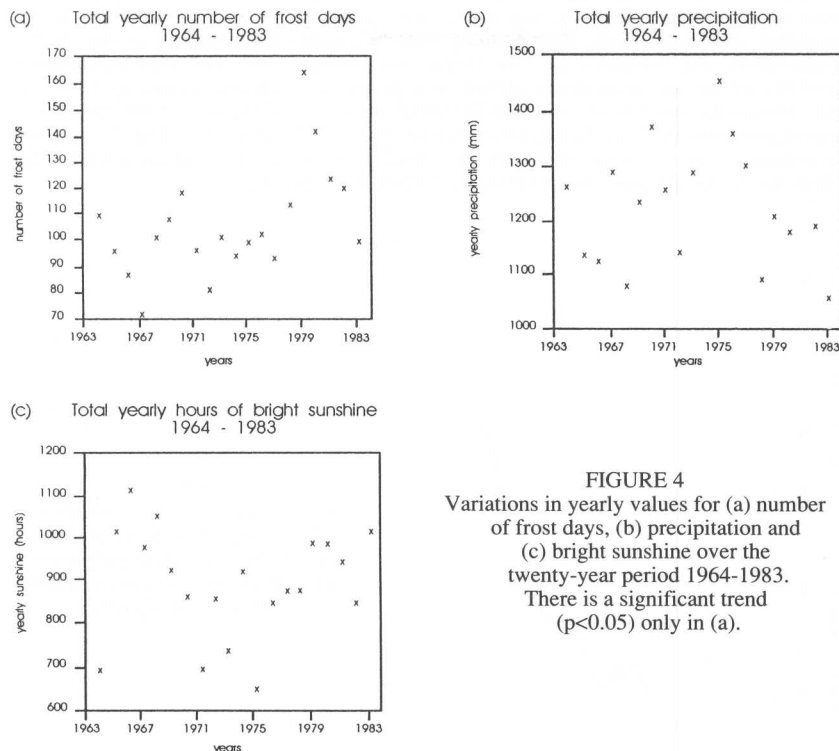 (a) Total yearly number of frost days
1964 - 1983
170
160
150
140
130
120
110
100
90
80
70
number of frost days
1963 1967 1971 1975 1979 1983
years
(b) Total yearly precipitation
1964 - 1983
1500
1400
1300
1200
1100
1000
yearly precipitation (mm)
1963 1967 1971 1975 1979 1983
years
(c) Total yearly hours of bright sunshine
1964 - 1983
1200
1100
1000
900
800
700
600
yearly sunshine (hours)
1963 1967 1971 1975 1979 1983
years
FIGURE 4
Variations in yearly values for (a) number
of frost days, (b) precipitation and
(c) bright sunshine over the
twenty-year period 1964-1983.
There is a significant trend
(p<0.05) only in (a).